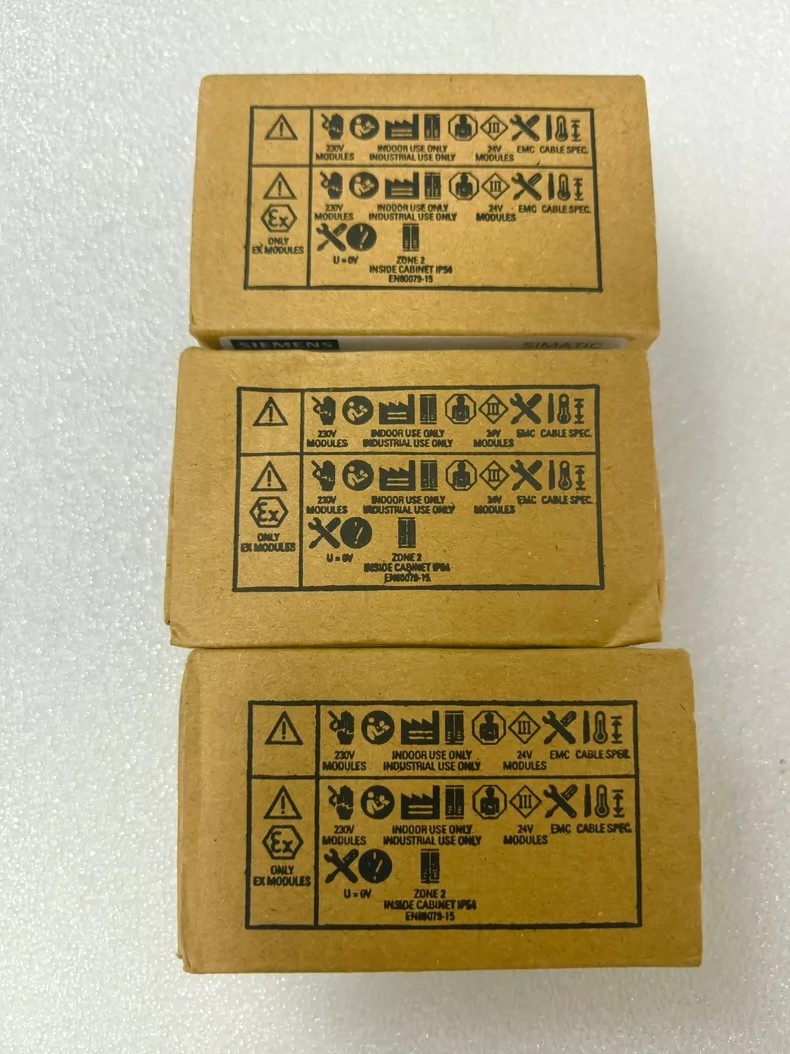 230V INDOOR USE ONLY 24V EMC CABLE SPEC.
MODULES INDUSTRIAL USE ONLY MODULES
Ex 230V INDOOR USE ONLY 24V EMC CABLE SPEC.
MODULES INDUSTRIAL USE ONLY MODULES
ONLY
EX MODULES
U = 0V ZONE 2
INSIDE CABINET IP54
EN60079-15
SIEMENS SIMATIC
230V INDOOR USE ONLY 24V EMC CABLE SPEC.
MODULES INDUSTRIAL USE ONLY MODULES
Ex 230V INDOOR USE ONLY 24V EMC CABLE SPEC.
MODULES INDUSTRIAL USE ONLY MODULES
ONLY
EX MODULES
U = 0V ZONE 2
INSIDE CABINET IP54
EN60079-15
III
230V INDOOR USE ONLY 24V EMC CABLE SPEC.
MODULES INDUSTRIAL USE ONLY MODULES
III
Ex 230V INDOOR USE ONLY 24V EMC CABLE SPEC.
MODULES INDUSTRIAL USE ONLY MODULES
ONLY
EX MODULES
U = 0V ZONE 2
INSIDE CABINET IP54
EN60079-15